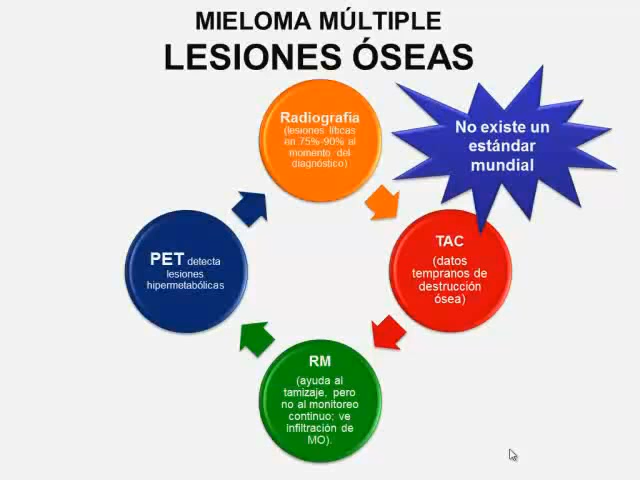 MIELOMA MÚLTIPLE
LESIONES ÓSEAS
Radiografia
(lesiones líticas
en 75%-90% al
momento del
diagnóstico)
No existe un
estándar
mundial
TAC
(datos
tempranos de
destrucción
ósea)
RM
(ayuda al
tamizaje, pero
no al monitoreo
continuo; ve
infiltración de
MO).
PET detecta
lesiones
hipermetabólicas